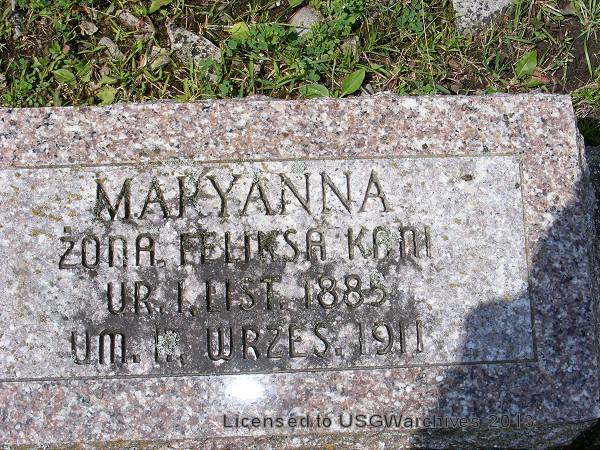 MARYANNA
ŻONA. FELIKSA KANI
UR. 1. LIST. 1885
UM. WRZES. 1911
Licensed to USGWarchives 2013